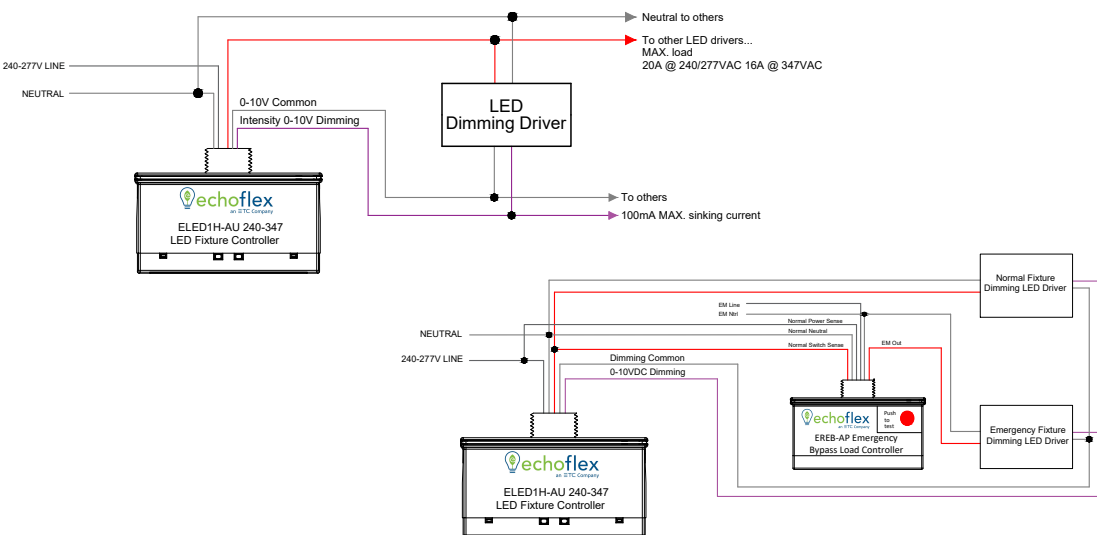 Neutral to others
To other LED drivers...
MAX. load
20A @ 240/277VAC 16A @ 347VAC
240-277V LINE
NEUTRAL
0-10V Common
Intensity 0-10V Dimming
LED
Dimming Driver
echoflex
an ETC Company
ELED1H-AU 240-347
LED Fixture Controller
To others
100mA MAX. sinking current
Normal Fixture
Dimming LED Driver
EM Line
EM Ntrl
Normal Power Sense
Normal Neutral
Normal Switch Sense
EM Out
NEUTRAL
240-277V LINE
Dimming Common
0-10VDC Dimming
echoflex
an ETC Company
Push
to
test
EREB-AP Emergency
Bypass Load Controller
Emergency Fixture
Dimming LED Driver
echoflex
an ETC Company
ELED1H-AU 240-347
LED Fixture Controller